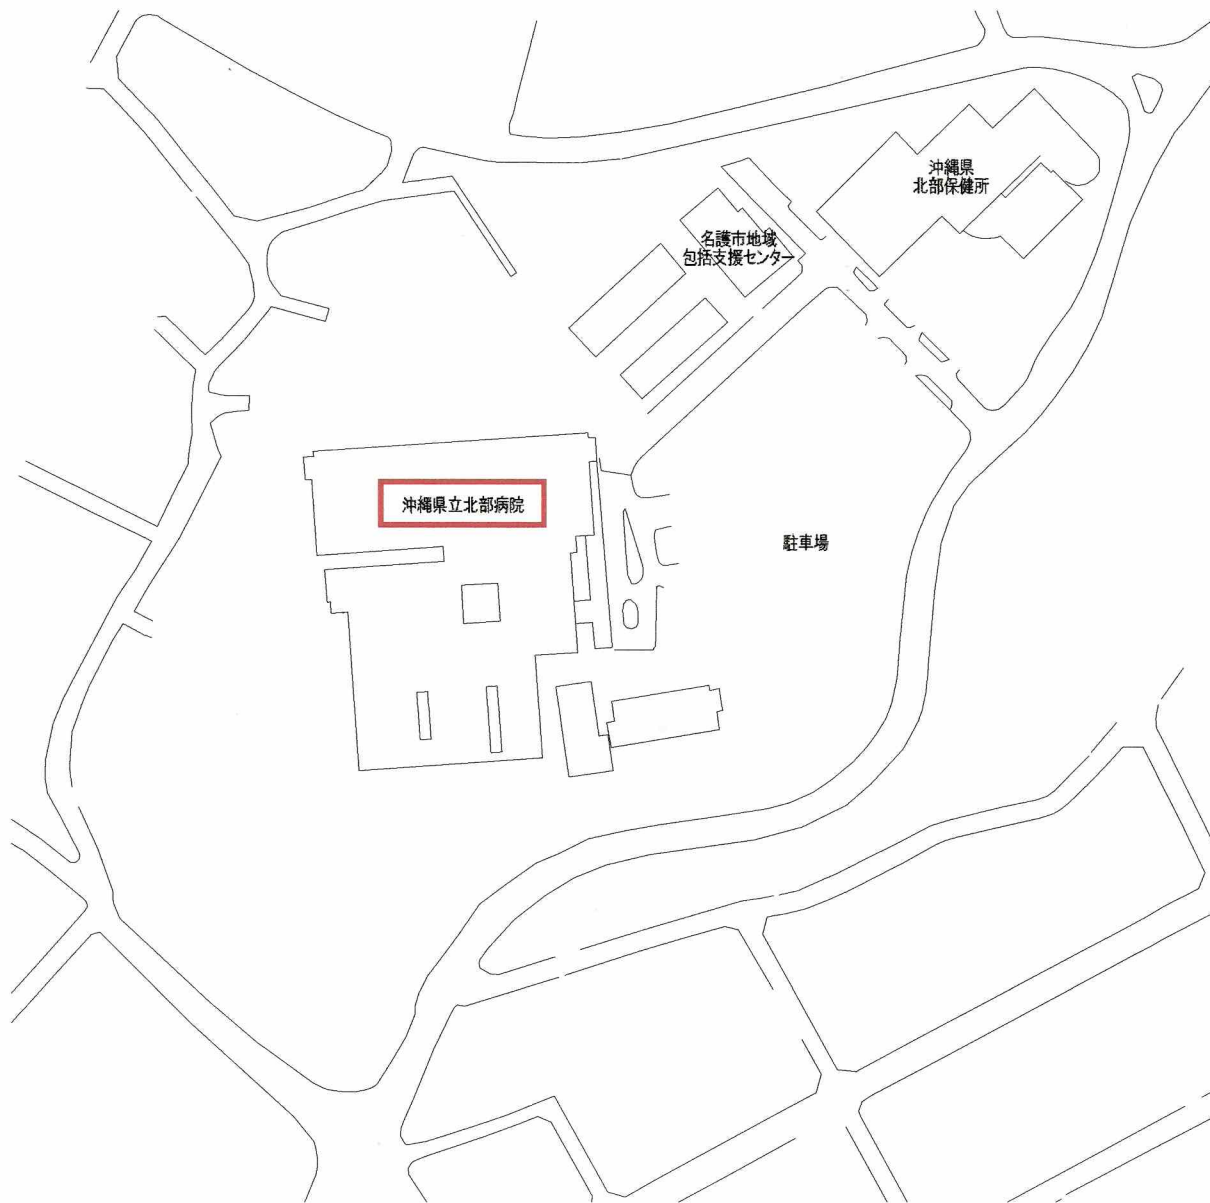 沖縄県
北部保健所
名護市地域
包括支援センター
沖縄県立北部病院
駐車場